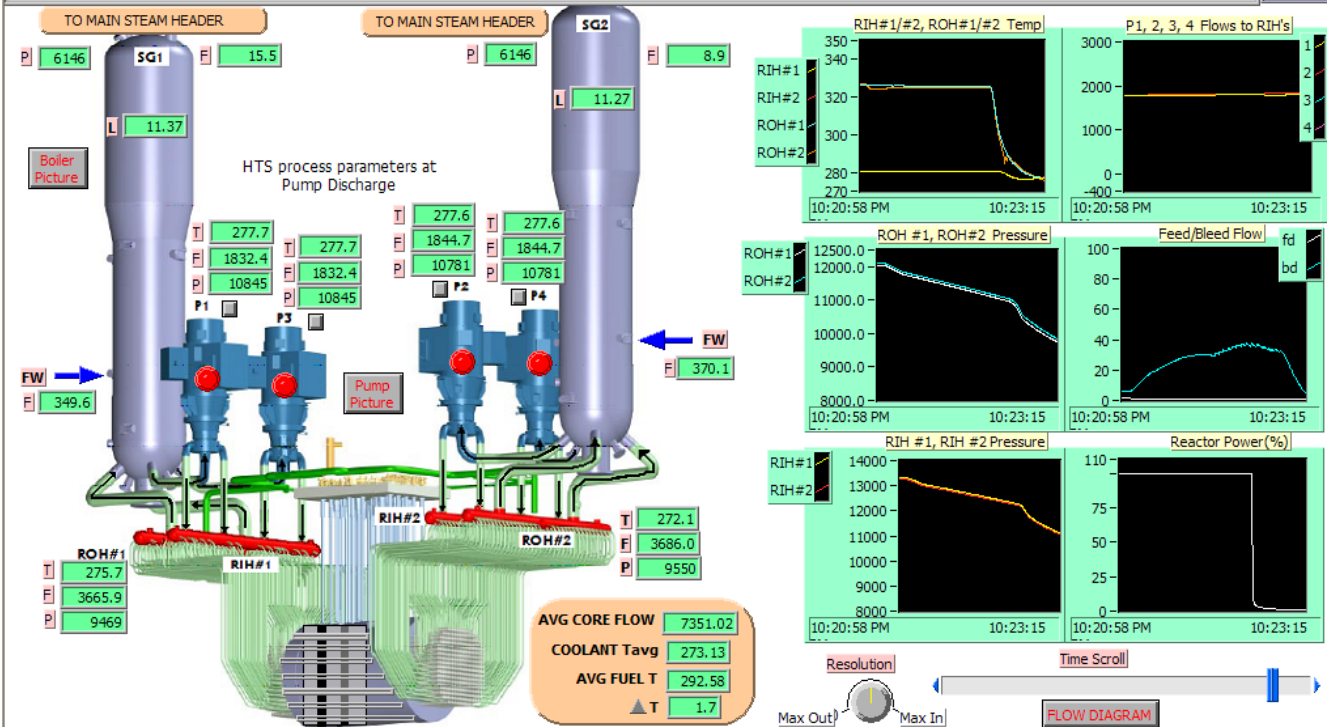 TO MAIN STEAM HEADER
TO MAIN STEAM HEADER
P 6146
SG1
F 15.5
P 6146
SG2
F 8.9
L 11.37
L 11.27
Boiler
Picture
HTS process parameters at
Pump Discharge
T 277.7
F 1832.4
P 10845
P1
T 277.7
F 1832.4
P 10845
P3
T 277.6
F 1844.7
P 10781
P2
T 277.6
F 1844.7
P 10781
P4
FW
F 349.6
Pump
Picture
FW
F 370.1
ROH#1
RIH#1
RIH#2
ROH#2
T 275.7
F 3665.9
P 9469
T 272.1
F 3686.0
P 9550
AVG CORE FLOW 7351.02
COOLANT Tavg 273.13
AVG FUEL T 292.58
T 1.7
RIH#1/#2, ROH#1/#2 Temp
RIH#1
RIH#2
ROH#1
ROH#2
350
340
320
300
280
270
10:20:58 PM 10:23:15
P1, 2, 3, 4 Flows to RIH's
3000
2000
1000
0
-400
1
2
3
4
10:20:58 PM 10:23:15
ROH #1, ROH#2 Pressure
ROH#1
ROH#2
12500.0
12000.0
11000.0
10000.0
9000.0
8000.0
10:20:58 PM 10:23:15
Feed/Bleed Flow
fd
bd
100
80
60
40
20
0
10:20:58 PM 10:23:15
RIH #1, RIH #2 Pressure
RIH#1
RIH#2
14000
13000
12000
11000
10000
9000
8000
10:20:58 PM 10:23:15
Reactor Power(%)
110
75
50
25
0
10:20:58 PM 10:23:15
Resolution
Max Out
Max In
Time Scroll
FLOW DIAGRAM